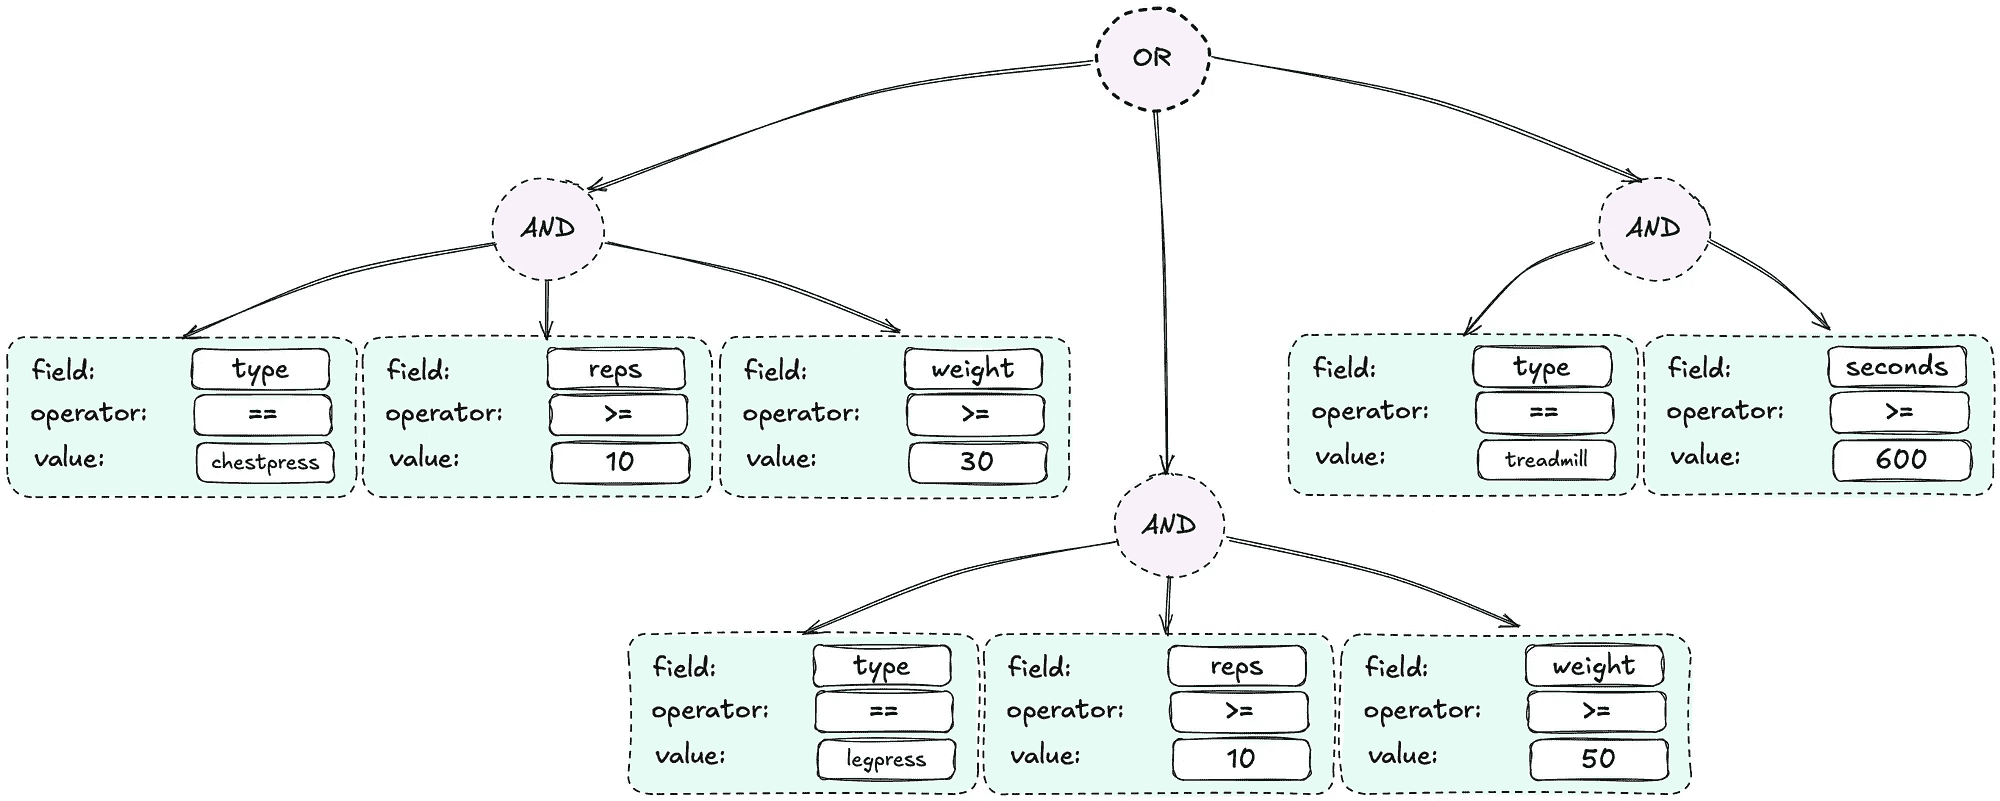 OR
AND
AND
field: type
operator: ==
value: chestpress
field: reps
operator: >=
value: 10
field: weight
operator: >=
value: 30
field: type
operator: ==
value: treadmill
field: seconds
operator: >=
value: 600
AND
field: type
operator: ==
value: legpress
field: reps
operator: >=
value: 10
field: weight
operator: >=
value: 50